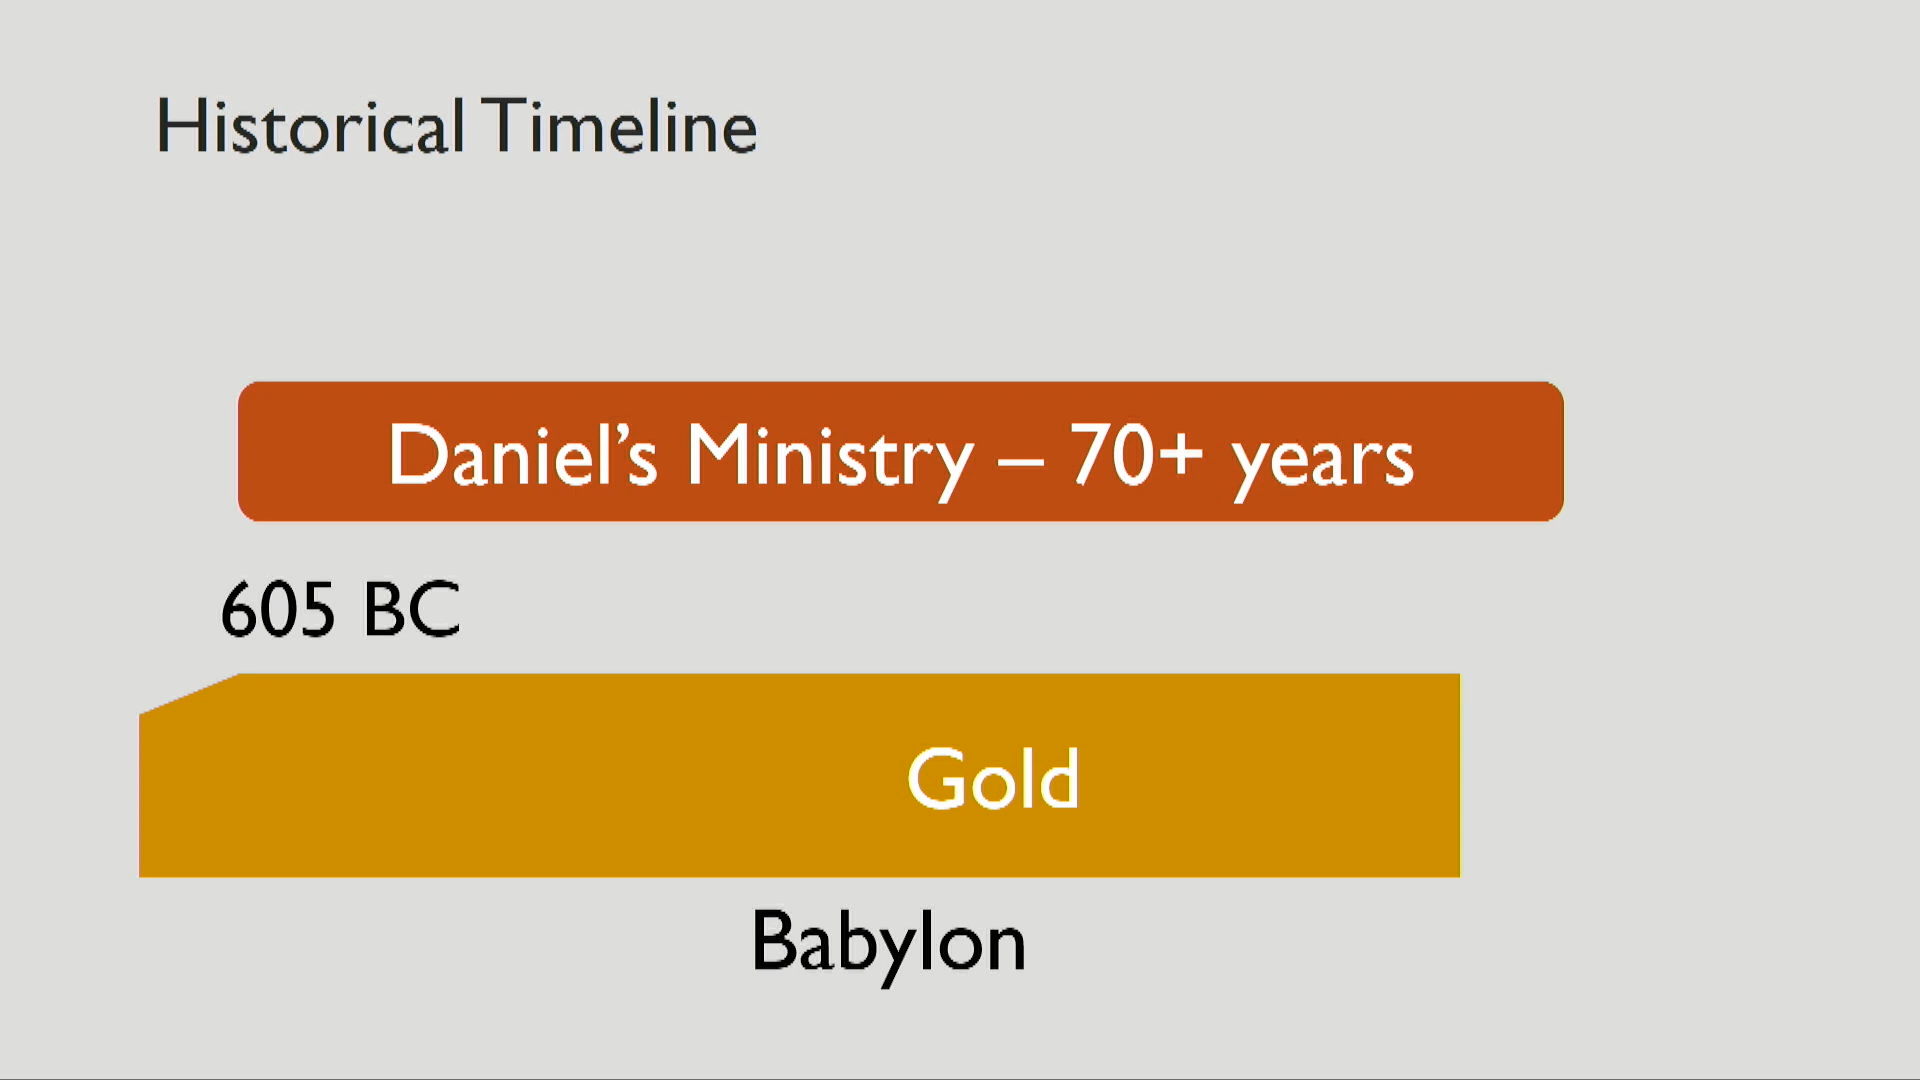 Historical Timeline
Daniel’s Ministry – 70+ years
605 BC
Gold
Babylon